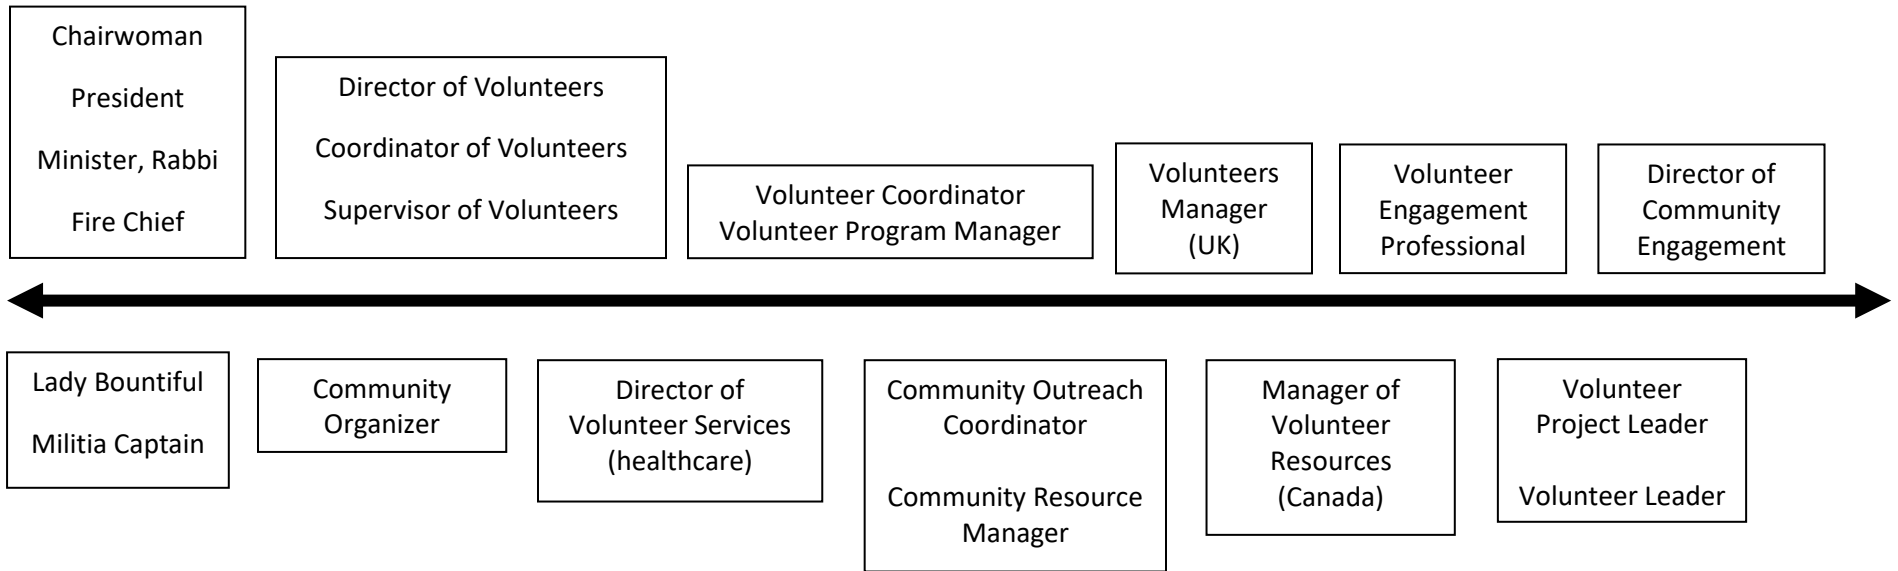 Chairwoman
President
Minister, Rabbi
Fire Chief
Director of Volunteers
Coordinator of Volunteers
Supervisor of Volunteers
Volunteer Coordinator
Volunteer Program Manager
Volunteers
Manager
(UK)
Volunteer
Engagement
Professional
Director of
Community
Engagement
Lady Bountiful
Militia Captain
Community
Organizer
Director of
Volunteer Services
(healthcare)
Community Outreach
Coordinator
Community Resource
Manager
Manager of
Volunteer
Resources
(Canada)
Volunteer
Project Leader
Volunteer Leader